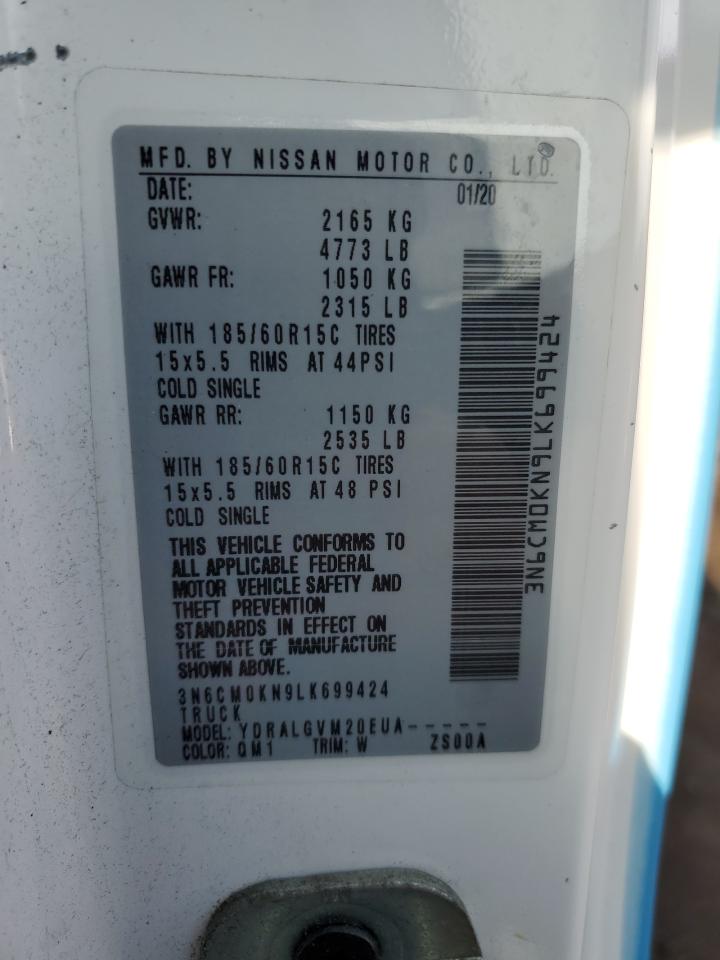 MFD. BY NISSAN MOTOR CO., LTD.
DATE: 01/20
GVWR: 2165 KG
4773 LB
GAWR FR: 1050 KG
2315 LB
WITH 185/60R15C TIRES
15x5.5 RIMS AT 44PSI
COLD SINGLE
GAWR RR: 1150 KG
2535 LB
WITH 185/60R15C TIRES
15x5.5 RIMS AT 48 PSI
COLD SINGLE
THIS VEHICLE CONFORMS TO
ALL APPLICABLE FEDERAL
MOTOR VEHICLE SAFETY AND
THEFT PREVENTION
STANDARDS IN EFFECT ON
THE DATE OF MANUFACTURE
SHOWN ABOVE.
3N6CM0KN9LK699424
TRUCK
MODEL: YDRALGVM20EUA-----
COLOR: QM1 TRIM: W ZS00A
3N6CM0KN9LK699424